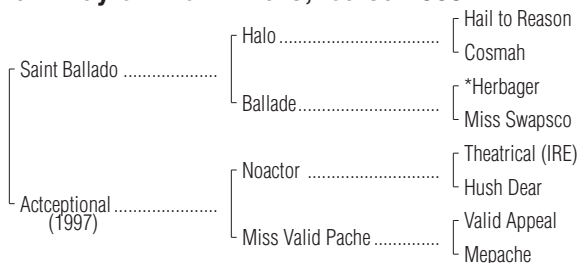 Hail to Reason
Halo
Cosmah
Saint Ballado
*Herbager
Ballade
Miss Swapsco
Theatrical (IRE)
Noactor
Hush Dear
Actceptional
(1997)
Valid Appeal
Miss Valid Pache
Mepache